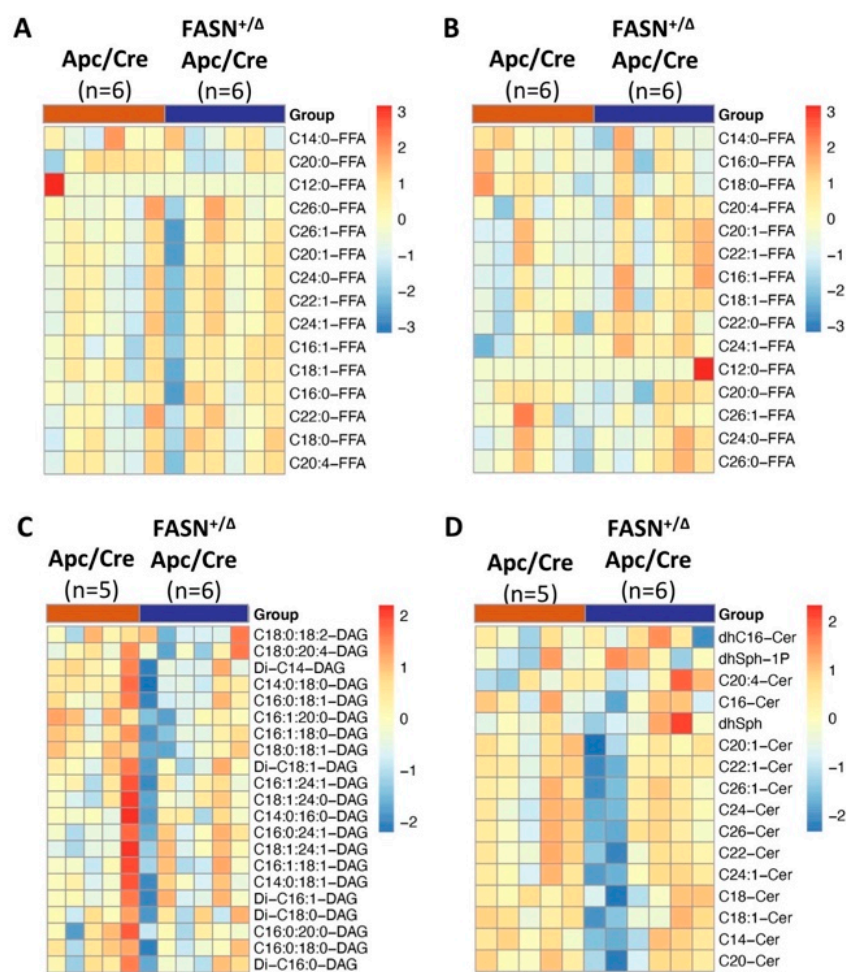 A
FASN+/Δ
Apc/Cre Apc/Cre
(n=6) (n=6)
Group
C14:0–FFA
C20:0–FFA
C12:0–FFA
C26:0–FFA
C26:1–FFA
C20:1–FFA
C24:0–FFA
C22:1–FFA
C24:1–FFA
C16:1–FFA
C18:1–FFA
C16:0–FFA
C22:0–FFA
C18:0–FFA
C20:4–FFA
3
2
1
0
−1
−2
−3
B
FASN+/Δ
Apc/Cre Apc/Cre
(n=6) (n=6)
Group
C14:0–FFA
C16:0–FFA
C18:0–FFA
C20:4–FFA
C20:1–FFA
C22:1–FFA
C16:1–FFA
C18:1–FFA
C22:0–FFA
C24:1–FFA
C12:0–FFA
C20:0–FFA
C26:1–FFA
C24:0–FFA
C26:0–FFA
3
2
1
0
−1
−2
−3
C
FASN+/Δ
Apc/Cre Apc/Cre
(n=5) (n=6)
Group
C18:0:18:2–DAG
C18:0:20:4–DAG
Di–C14–DAG
C14:0:18:0–DAG
C16:0:18:1–DAG
C16:1:20:0–DAG
C16:1:18:0–DAG
C18:0:18:1–DAG
Di–C18:1–DAG
C16:1:24:1–DAG
C18:1:24:0–DAG
C14:0:16:0–DAG
C16:0:24:1–DAG
C18:1:24:1–DAG
C16:1:18:1–DAG
C14:0:18:1–DAG
Di–C16:1–DAG
Di–C18:0–DAG
C16:0:20:0–DAG
C16:0:18:0–DAG
Di–C16:0–DAG
2
1
0
−1
−2
D
FASN+/Δ
Apc/Cre Apc/Cre
(n=5) (n=6)
Group
dhC16–Cer
dhSph–1P
C20:4–Cer
C16–Cer
dhSph
C20:1–Cer
C22:1–Cer
C26:1–Cer
C24–Cer
C26–Cer
C22–Cer
C24:1–Cer
C18–Cer
C18:1–Cer
C14–Cer
C20–Cer
2
1
0
−1
−2